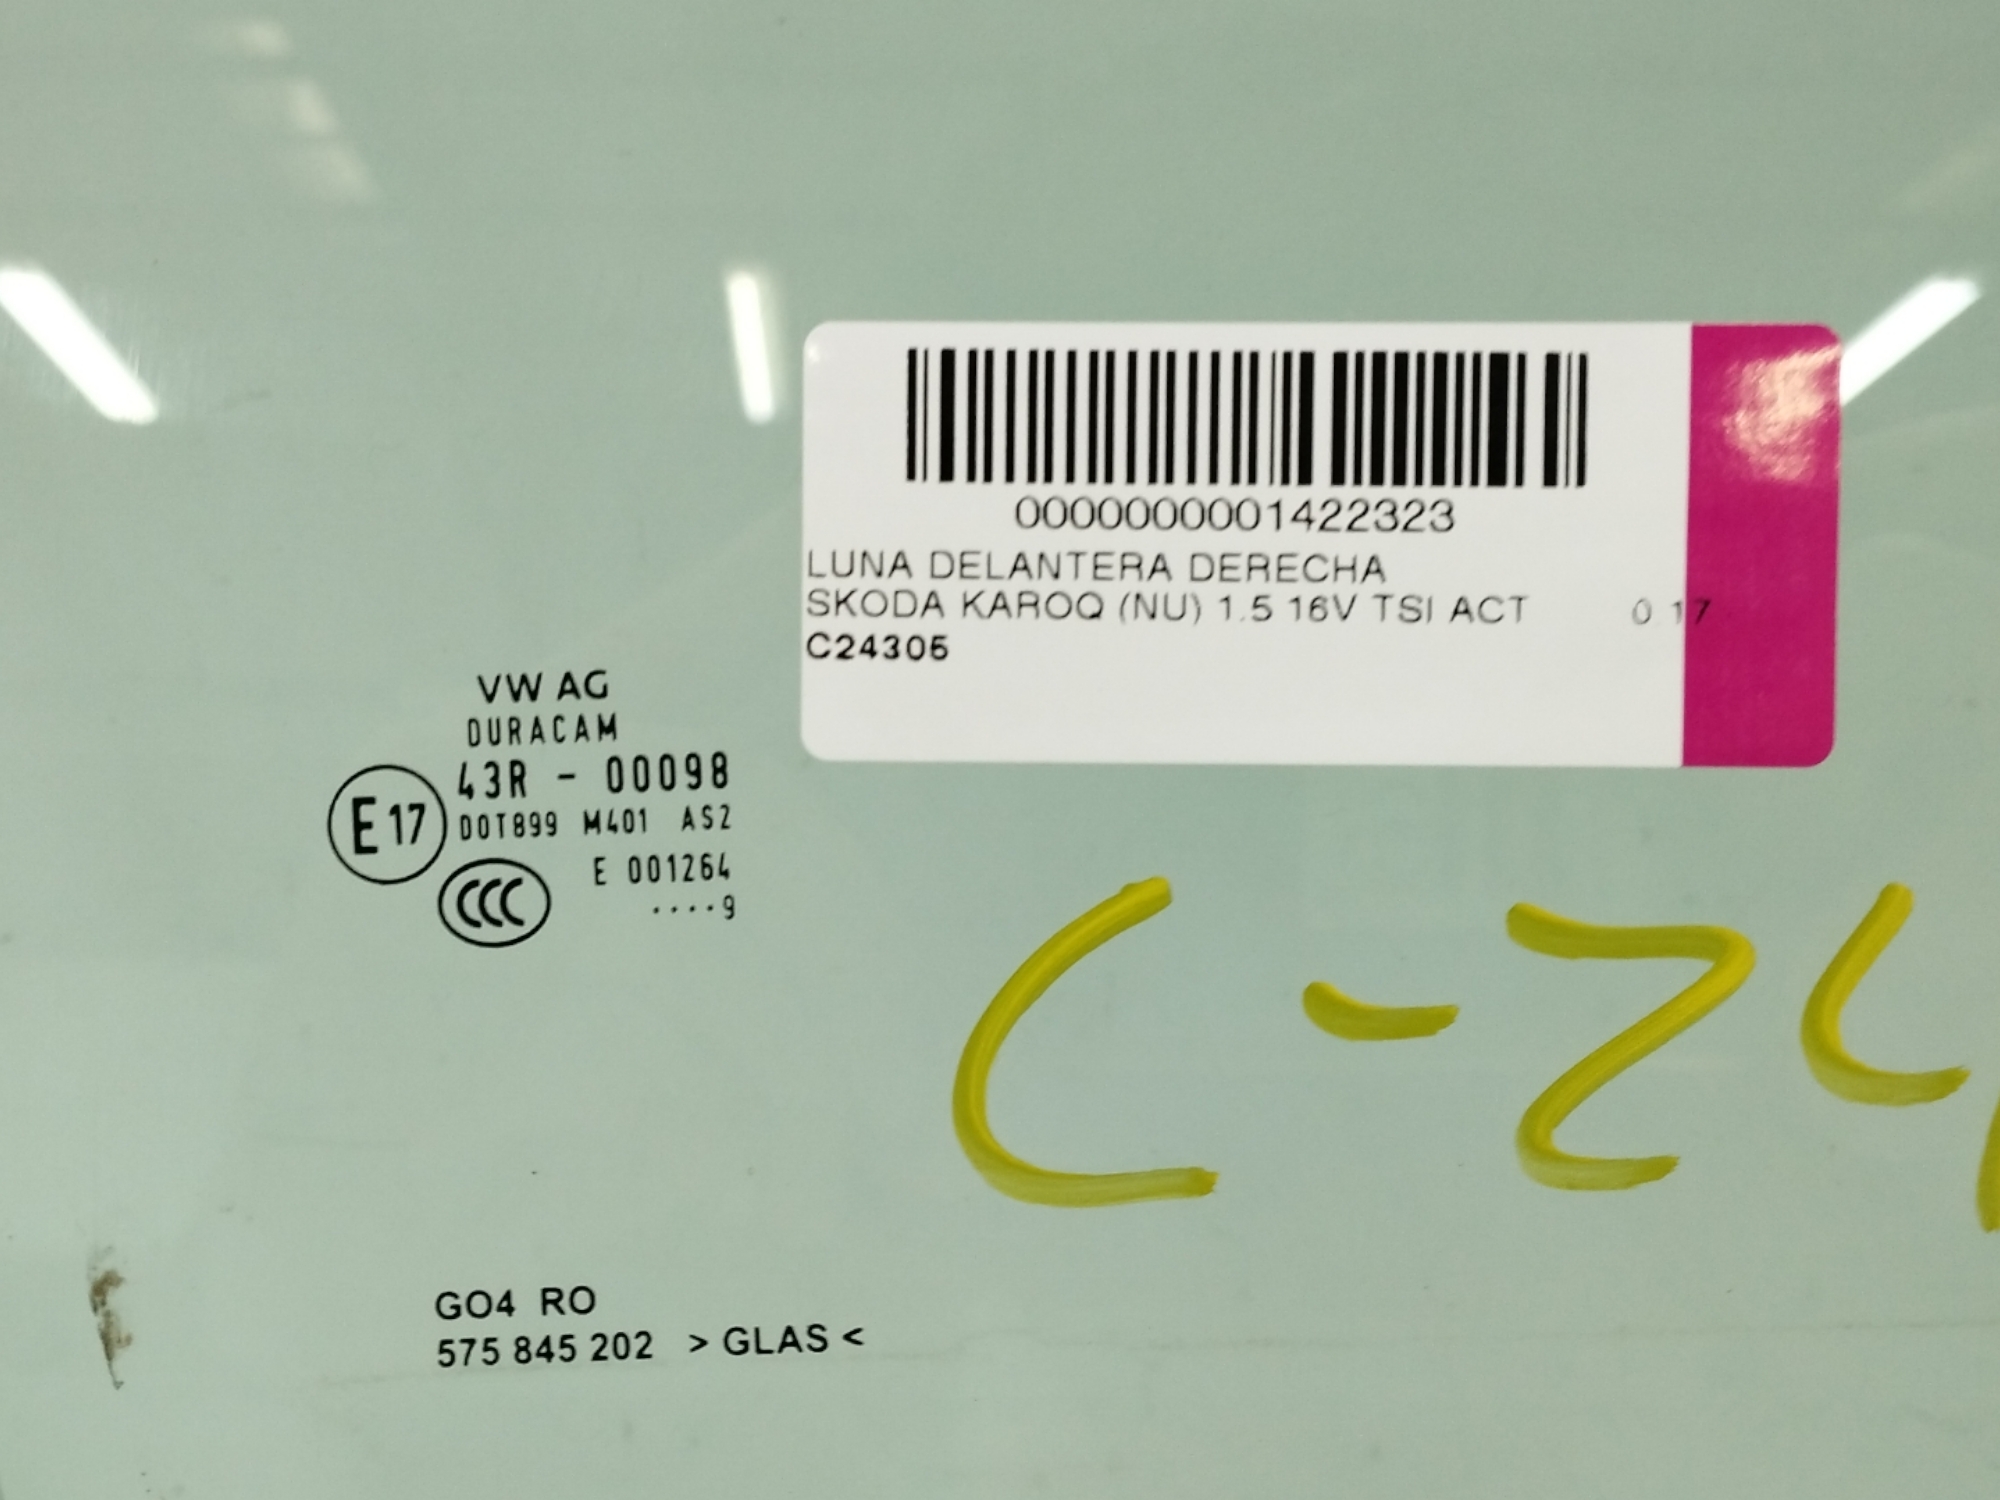 0000000001422323
LUNA DELANTERA DERECHA
SKODA KAROQ (NU) 1.5 16V TSI ACT 0 17
C24305
VW AG
DURACAM
43R - 00098
E 17
DOT899 M401 AS2
E 001264
CCC
....9
C-24
GO4 RO
575 845 202 > GLAS <